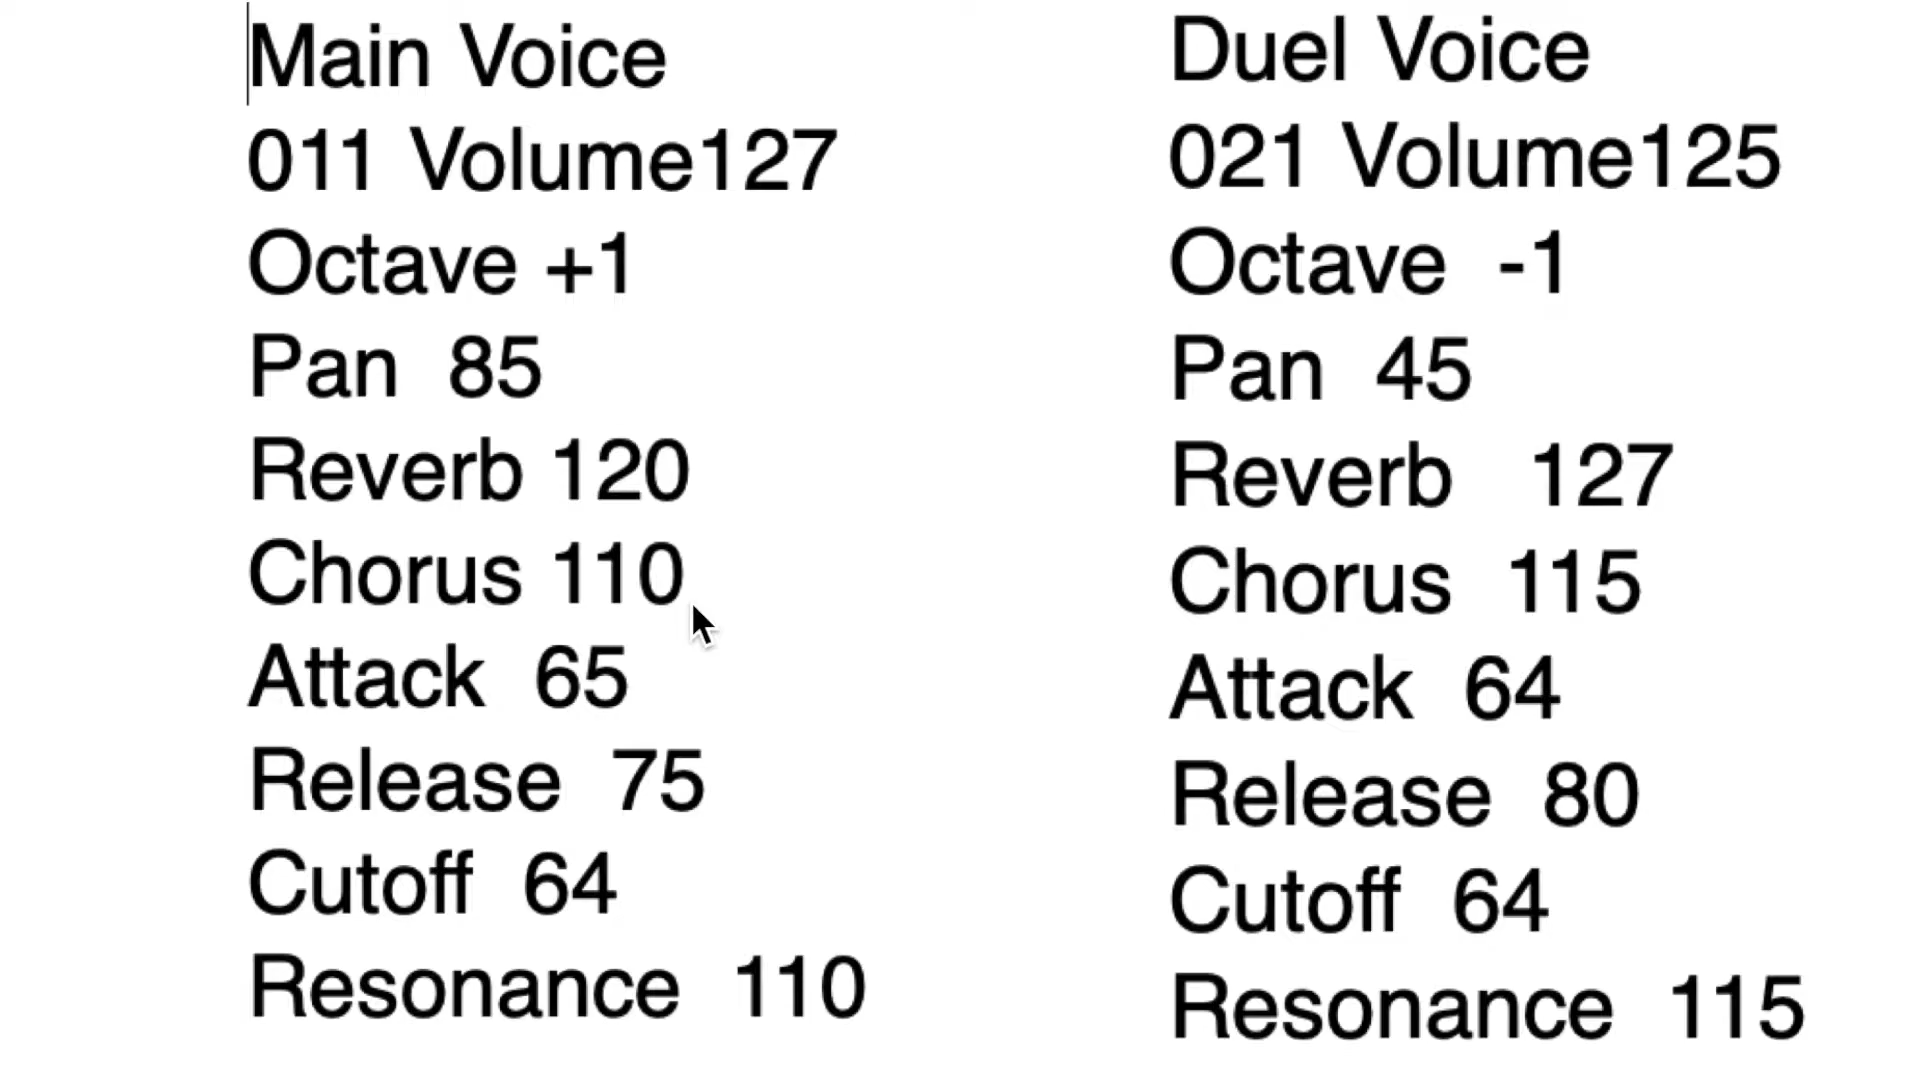 Main Voice
011 Volume127
Octave +1
Pan 85
Reverb 120
Chorus 110
Attack 65
Release 75
Cutoff 64
Resonance 110
Duel Voice
021 Volume125
Octave -1
Pan 45
Reverb 127
Chorus 115
Attack 64
Release 80
Cutoff 64
Resonance 115